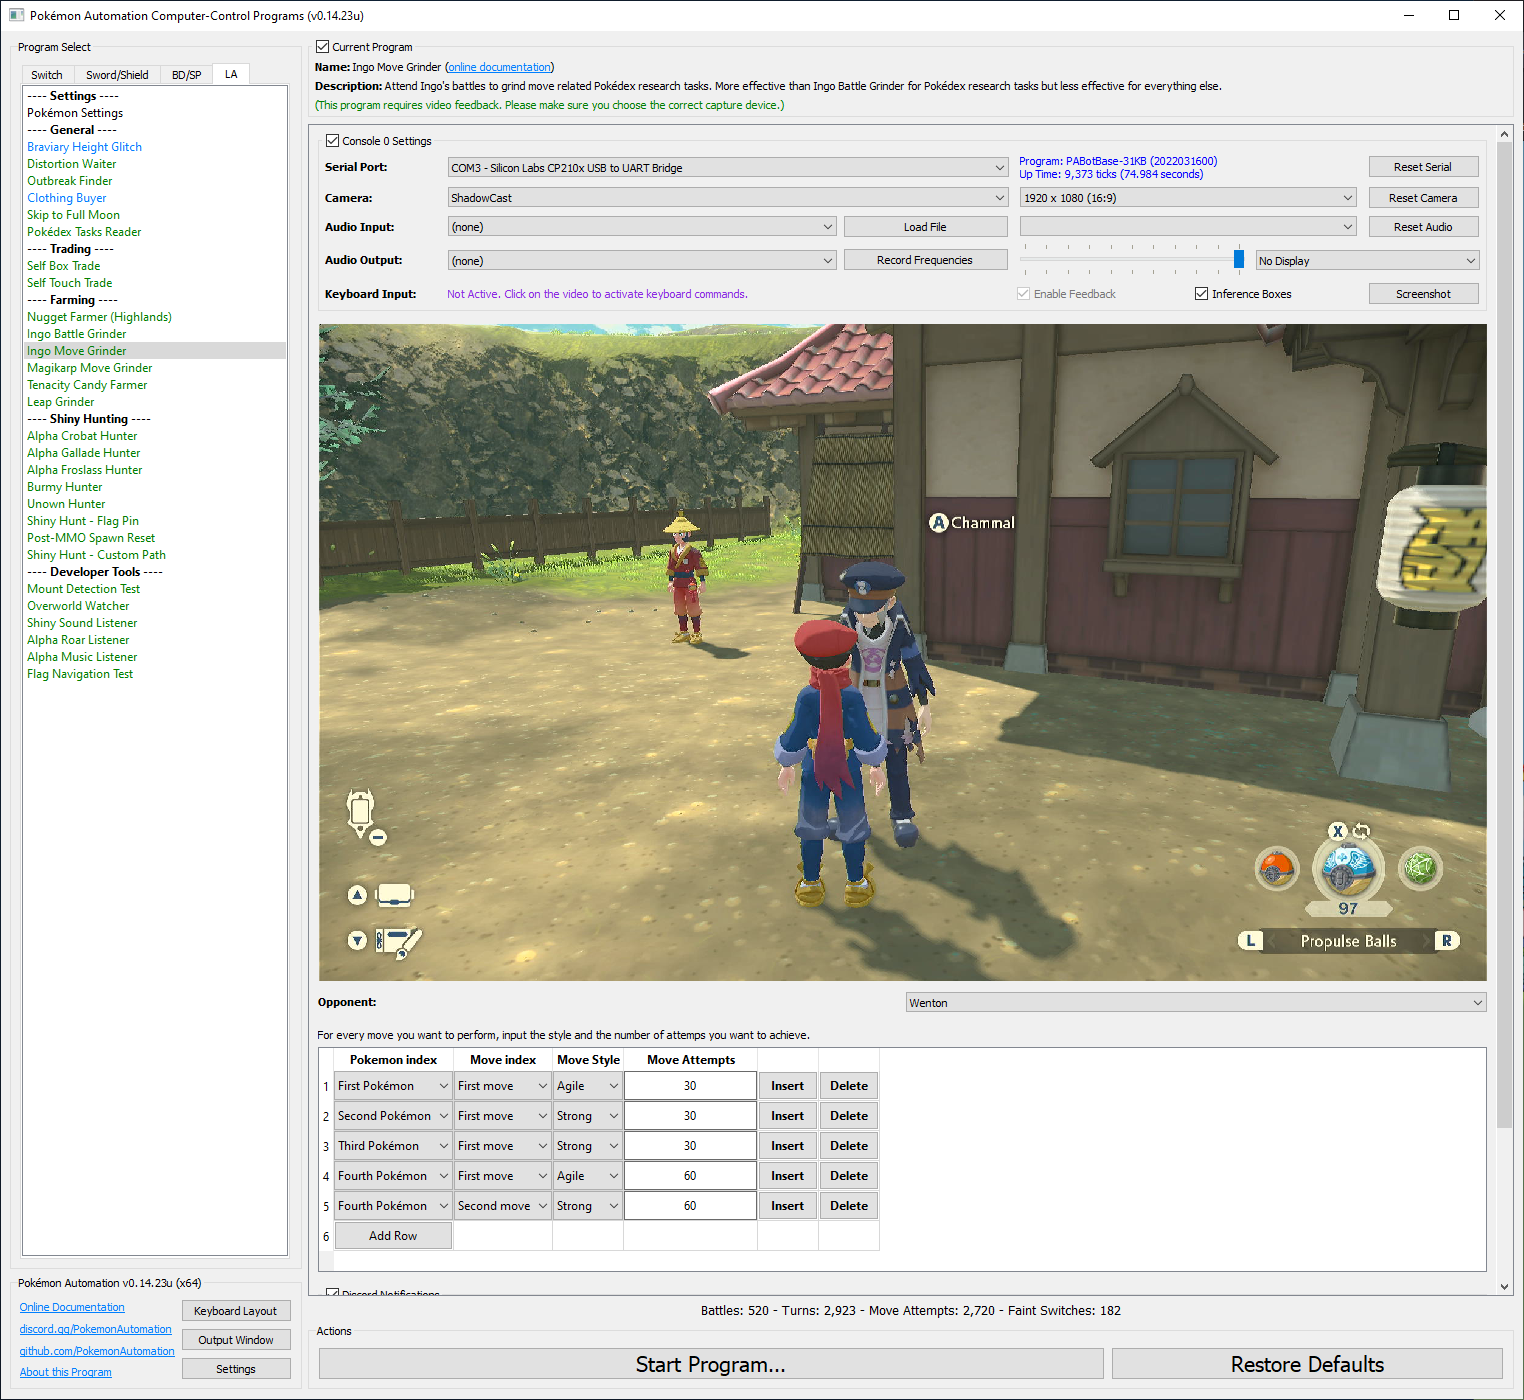 Pokémon Automation Computer-Control Programs (v0.14.23u)
Program Select
Switch
Sword/Shield
BD/SP
LA
---- Settings ----
Pokémon Settings
---- General ----
Braviary Height Glitch
Distortion Waiter
Outbreak Finder
Clothing Buyer
Skip to Full Moon
Pokédex Tasks Reader
---- Trading ----
Self Box Trade
Self Touch Trade
---- Farming ----
Nugget Farmer (Highlands)
Ingo Battle Grinder
Ingo Move Grinder
Magikarp Move Grinder
Tenacity Candy Farmer
Leap Grinder
---- Shiny Hunting ----
Alpha Crobat Hunter
Alpha Gallade Hunter
Alpha Froslass Hunter
Burmy Hunter
Unown Hunter
Shiny Hunt - Flag Pin
Post-MMO Spawn Reset
Shiny Hunt - Custom Path
---- Developer Tools ----
Mount Detection Test
Overworld Watcher
Shiny Sound Listener
Alpha Roar Listener
Alpha Music Listener
Flag Navigation Test
Pokémon Automation v0.14.23u (x64)
Online Documentation
discord.gg/PokemonAutomation
github.com/PokemonAutomation
About this Program
Keyboard Layout
Output Window
Settings
Current Program
Name: Ingo Move Grinder (online documentation)
Description: Attend Ingo's battles to grind move related Pokédex research tasks. More effective than Ingo Battle Grinder for Pokédex research tasks but less effective for everything else.
(This program requires video feedback. Please make sure you choose the correct capture device.)
Console 0 Settings
Serial Port: COM3 - Silicon Labs CP210x USB to UART Bridge
Program: PABotBase-31KB (2022031600)
Up Time: 9,373 ticks (74.984 seconds)
Reset Serial
Camera: ShadowCast 1920 x 1080 (16:9) Reset Camera
Audio Input: (none) Load File Reset Audio
Audio Output: (none) Record Frequencies No Display
Keyboard Input: Not Active. Click on the video to activate keyboard commands. Enable Feedback Inference Boxes Screenshot
A Chammal
X
97
L Propulse Balls R
Opponent: Wenton
For every move you want to perform, input the style and the number of attemps you want to achieve.
Pokemon index Move index Move Style Move Attempts
1 First Pokémon First move Agile 30 Insert Delete
2 Second Pokémon First move Strong 30 Insert Delete
3 Third Pokémon First move Strong 30 Insert Delete
4 Fourth Pokémon First move Agile 60 Insert Delete
5 Fourth Pokémon Second move Strong 60 Insert Delete
6 Add Row
Discord Notifications
Battles: 520 - Turns: 2,923 - Move Attempts: 2,720 - Faint Switches: 182
Actions
Start Program...
Restore Defaults